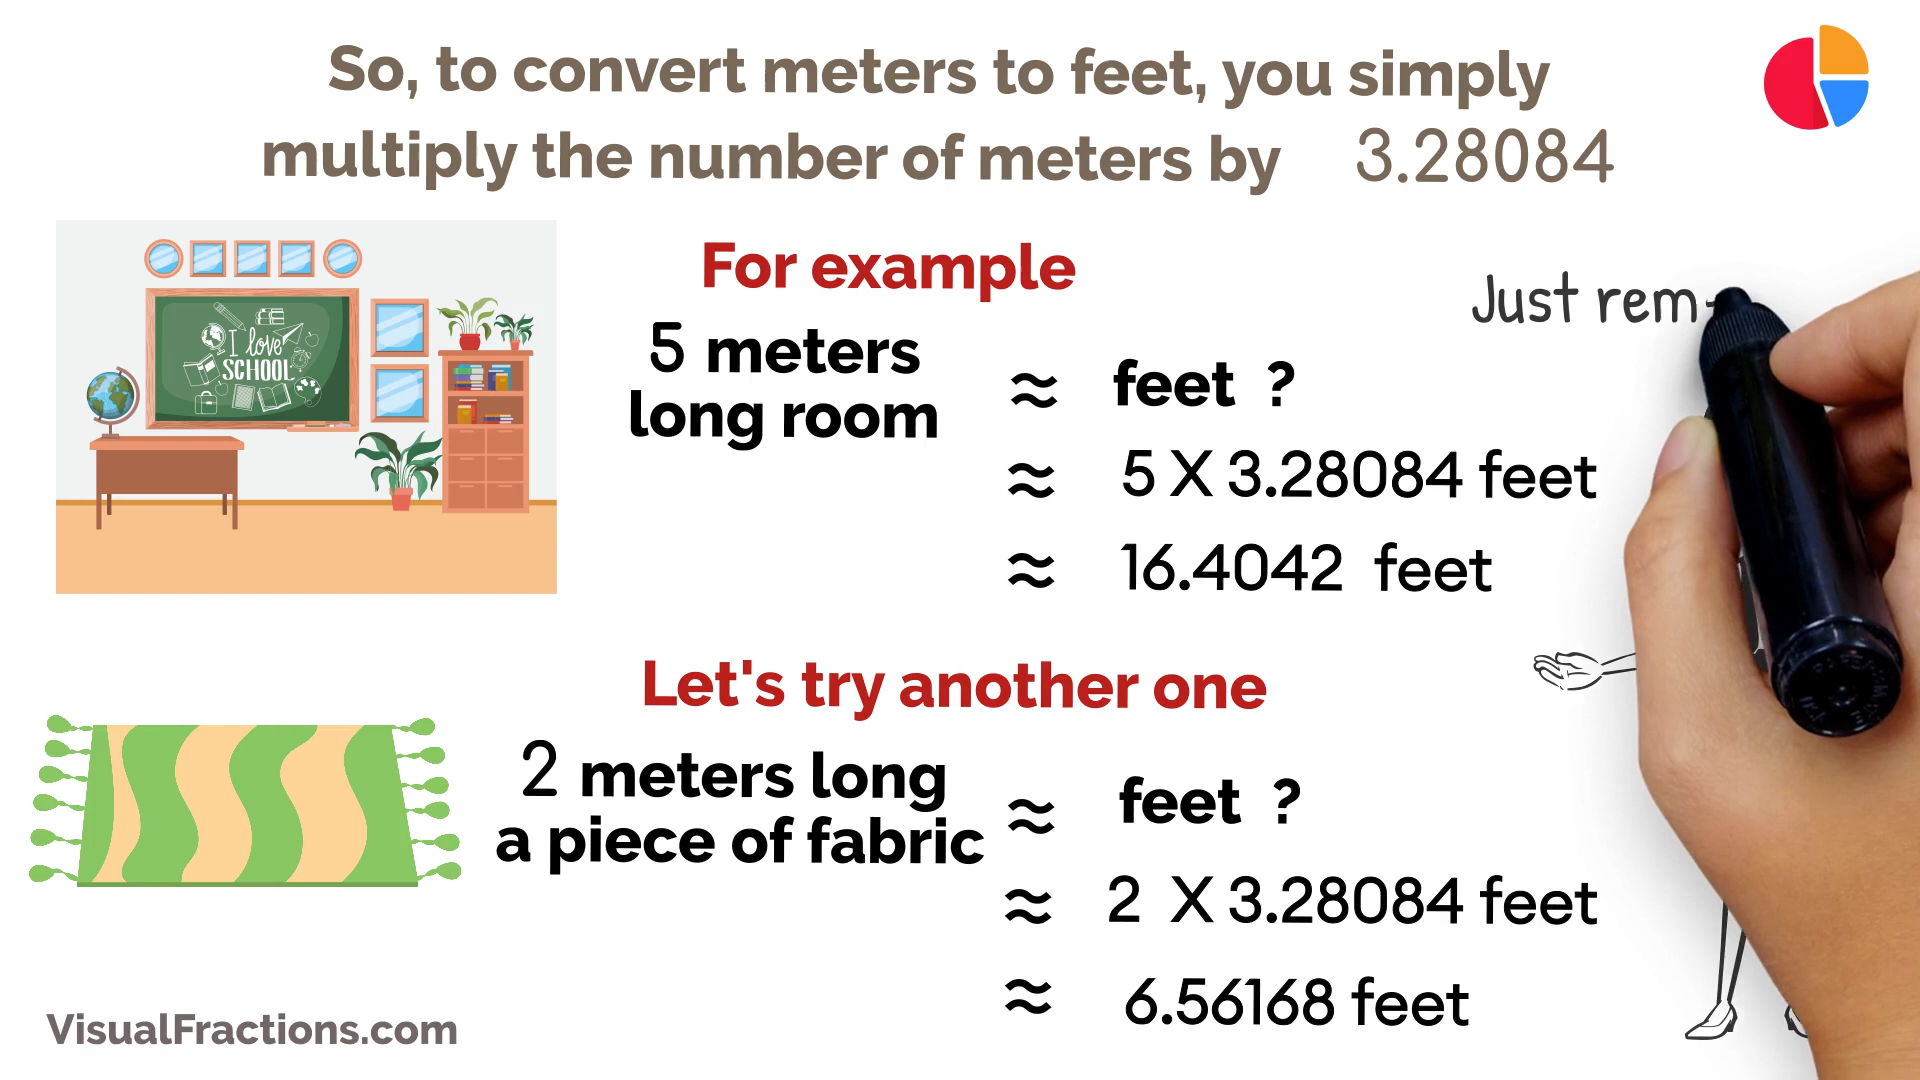 So, to convert meters to feet, you simply
multiply the number of meters by 3.28084
For example
5 meters
long room
≈ feet ?
≈ 5 X 3.28084 feet
≈ 16.4042 feet
Just rem
I love
SCHOOL
Let's try another one
2 meters long
a piece of fabric
≈ feet ?
≈ 2 X 3.28084 feet
≈ 6.56168 feet
VisualFractions.com